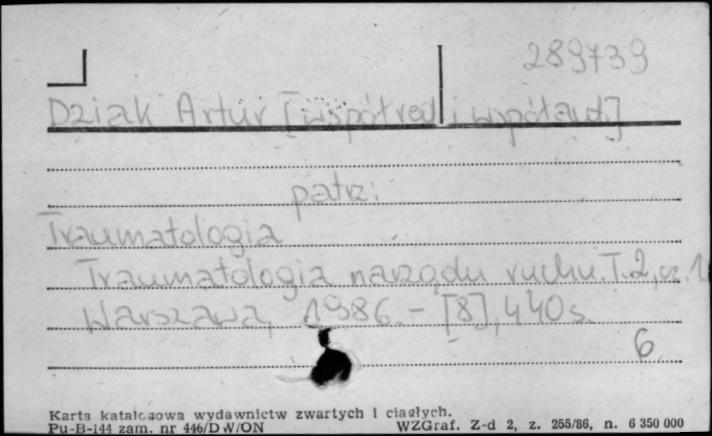 289739
Dziak Artur [współred. i współaut.]
patrz:
Traumatologia
Traumatologia narządu ruchu. T. 2, cz. 1
Warszawa, 1986. - [8], 440 s.
6
Karta katalogowa wydawnictw zwartych i ciągłych.
Pu-B-144 zam. nr 446/D W/ON WZGraf. Z-d 2, z. 255/86, n. 6 350 000